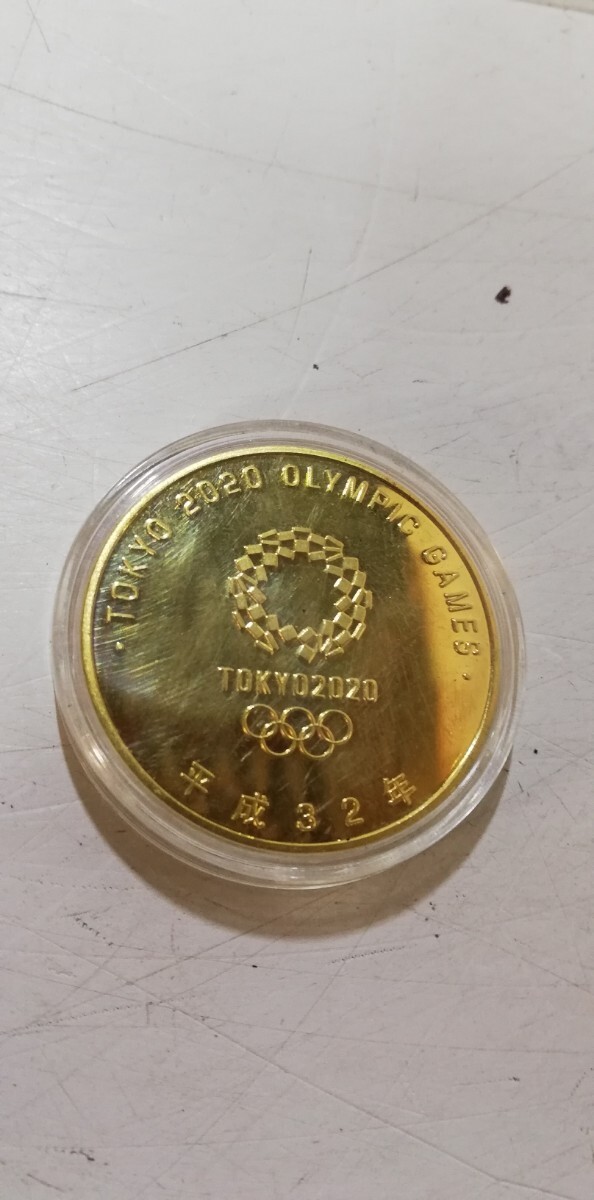 · TOKYO 2020 OLYMPIC GAMES ·
TOKYO2020
平成32年